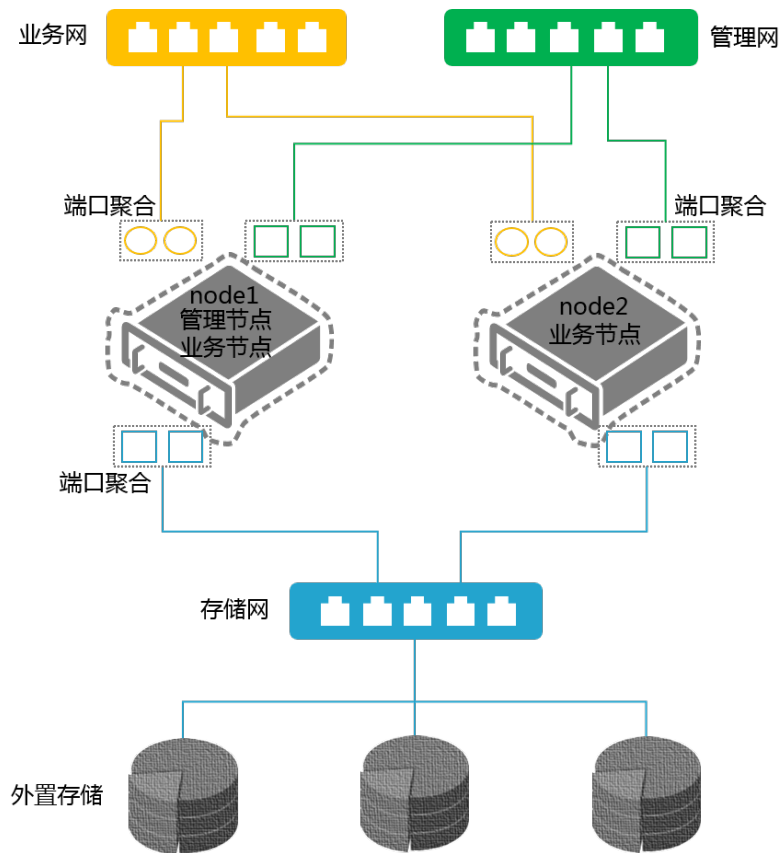 业务网
管理网
端口聚合
端口聚合
node1
管理节点
业务节点
node2
业务节点
端口聚合
存储网
外置存储